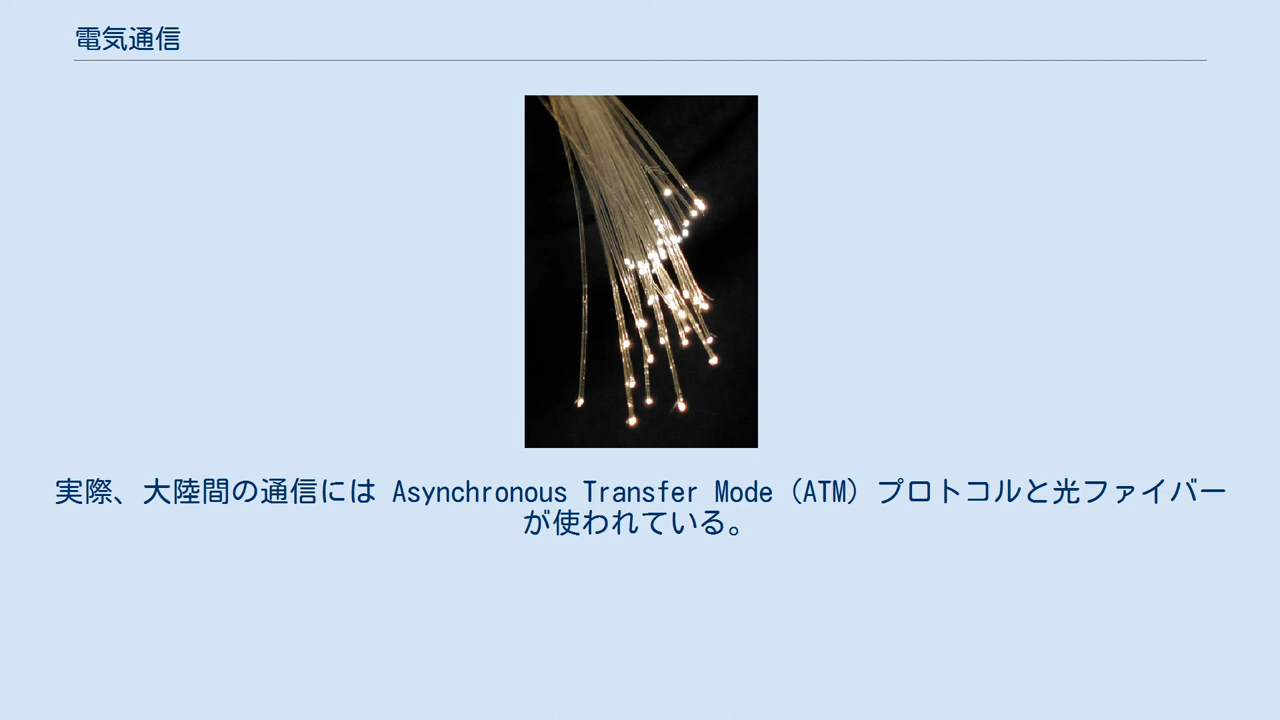 電気通信
実際、大陸間の通信には Asynchronous Transfer Mode（ATM）プロトコルと光ファイバー
が使われている。